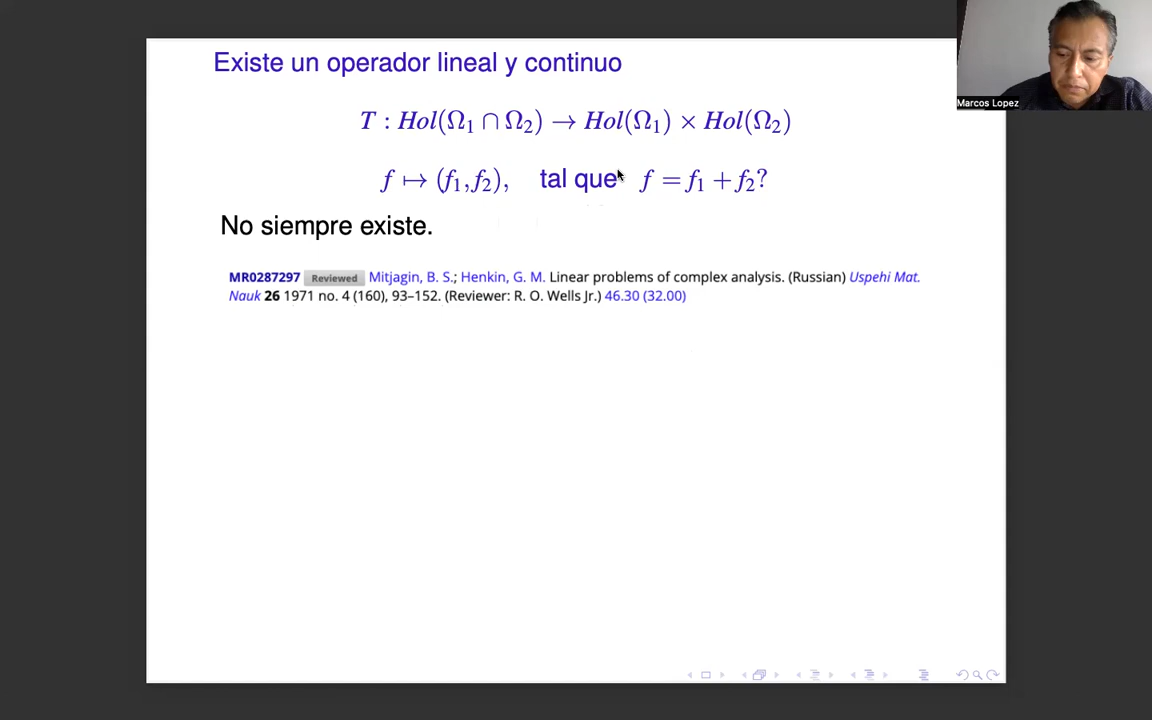 Existe un operador lineal y continuo
T : Hol(Ω₁ ∩ Ω₂) → Hol(Ω₁) × Hol(Ω₂)
f ↦ (f₁,f₂), tal que f = f₁ + f₂?
No siempre existe.
MR0287297 Reviewed Mitjagin, B. S.; Henkin, G. M. Linear problems of complex analysis. (Russian) Uspehi Mat.
Nauk 26 1971 no. 4 (160), 93–152. (Reviewer: R. O. Wells Jr.) 46.30 (32.00)
Marcos Lopez